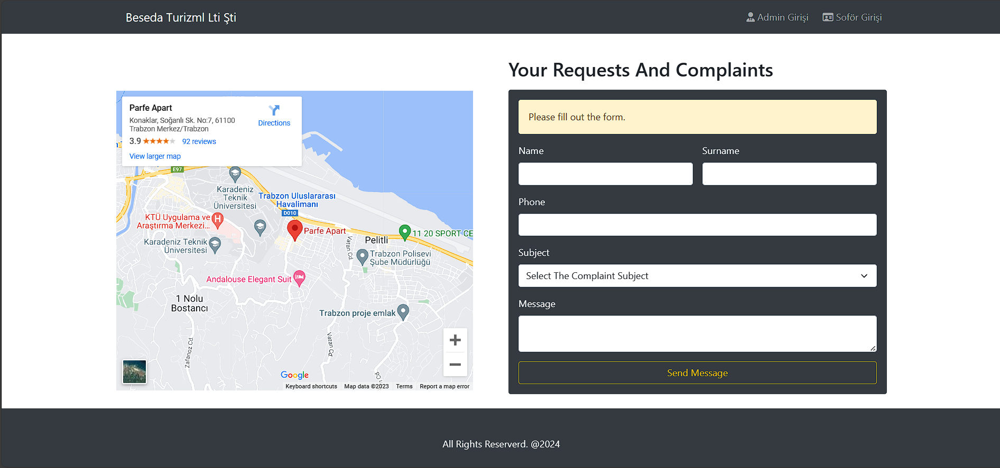 Beseda Turizml Lti Şti
Admin Girişi
Soför Girişi
Your Requests And Complaints
Parfe Apart
Konaklar, Soğanlı Sk. No:7, 61100
Trabzon Merkez/Trabzon
3.9
92 reviews
View larger map
Directions
E97
Karadeniz
Teknik
Üniversitesi
Trabzon Uluslararası
Havalimanı
D010
KTÜ Uygulama ve
Araştırma Merkezi...
Parfe Apart
11 20 SPORT CE
Pelitli
Karadeniz Teknik
Üniversitesi
Vatan Cd
Trabzon Polisevi
Şube Müdürlüğü
Andalouse Elegant Suit
1 Nolu
Bostancı
Trabzon proje emlak
Vatan Cd
Zafanoz Cd
Google
Keyboard shortcuts
Map data ©2023
Terms
Report a map error
Please fill out the form.
Name
Surname
Phone
Subject
Select The Complaint Subject
Message
Send Message
All Rights Reserverd. @2024